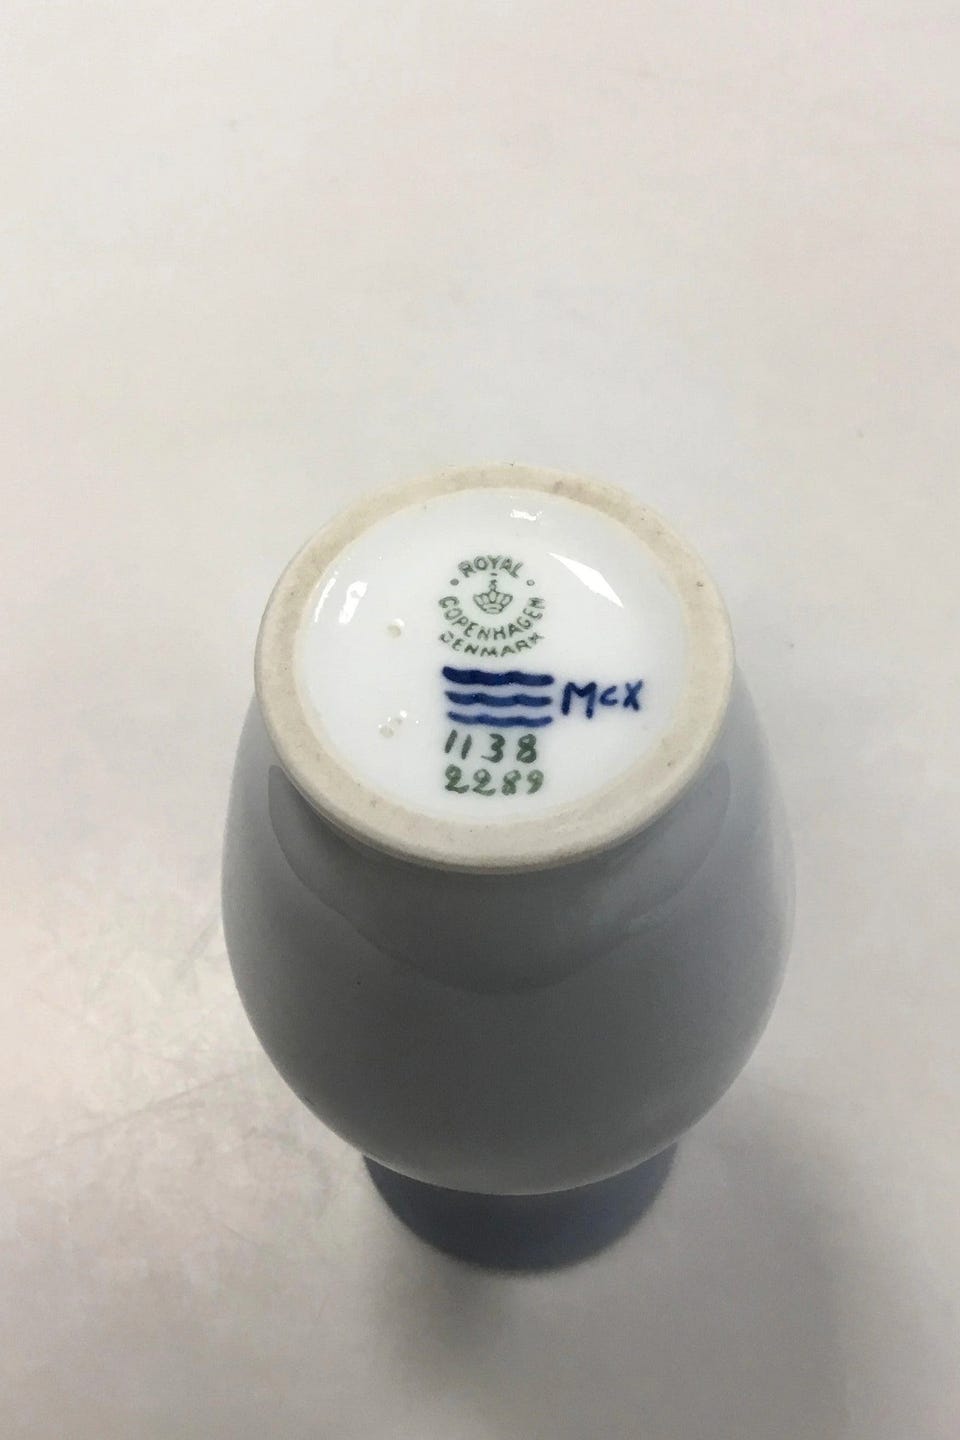 ROYAL
COPENHAGEN
DENMARK
McX
1138
2289